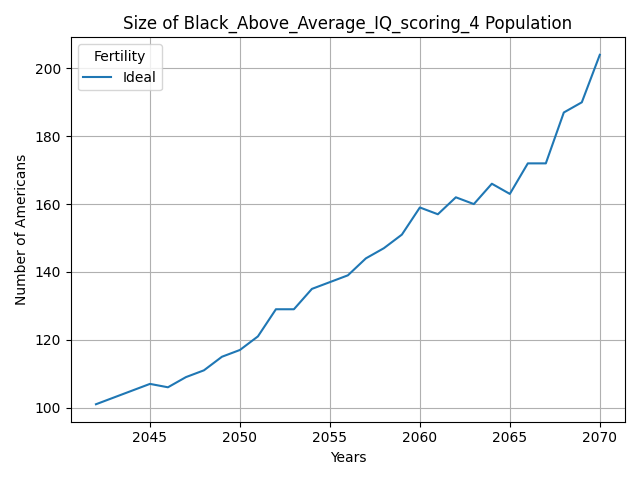 Size of Black_Above_Average_IQ_scoring_4 Population
Fertility
Ideal
200
180
160
140
120
100
Number of Americans
2045 2050 2055 2060 2065 2070
Years